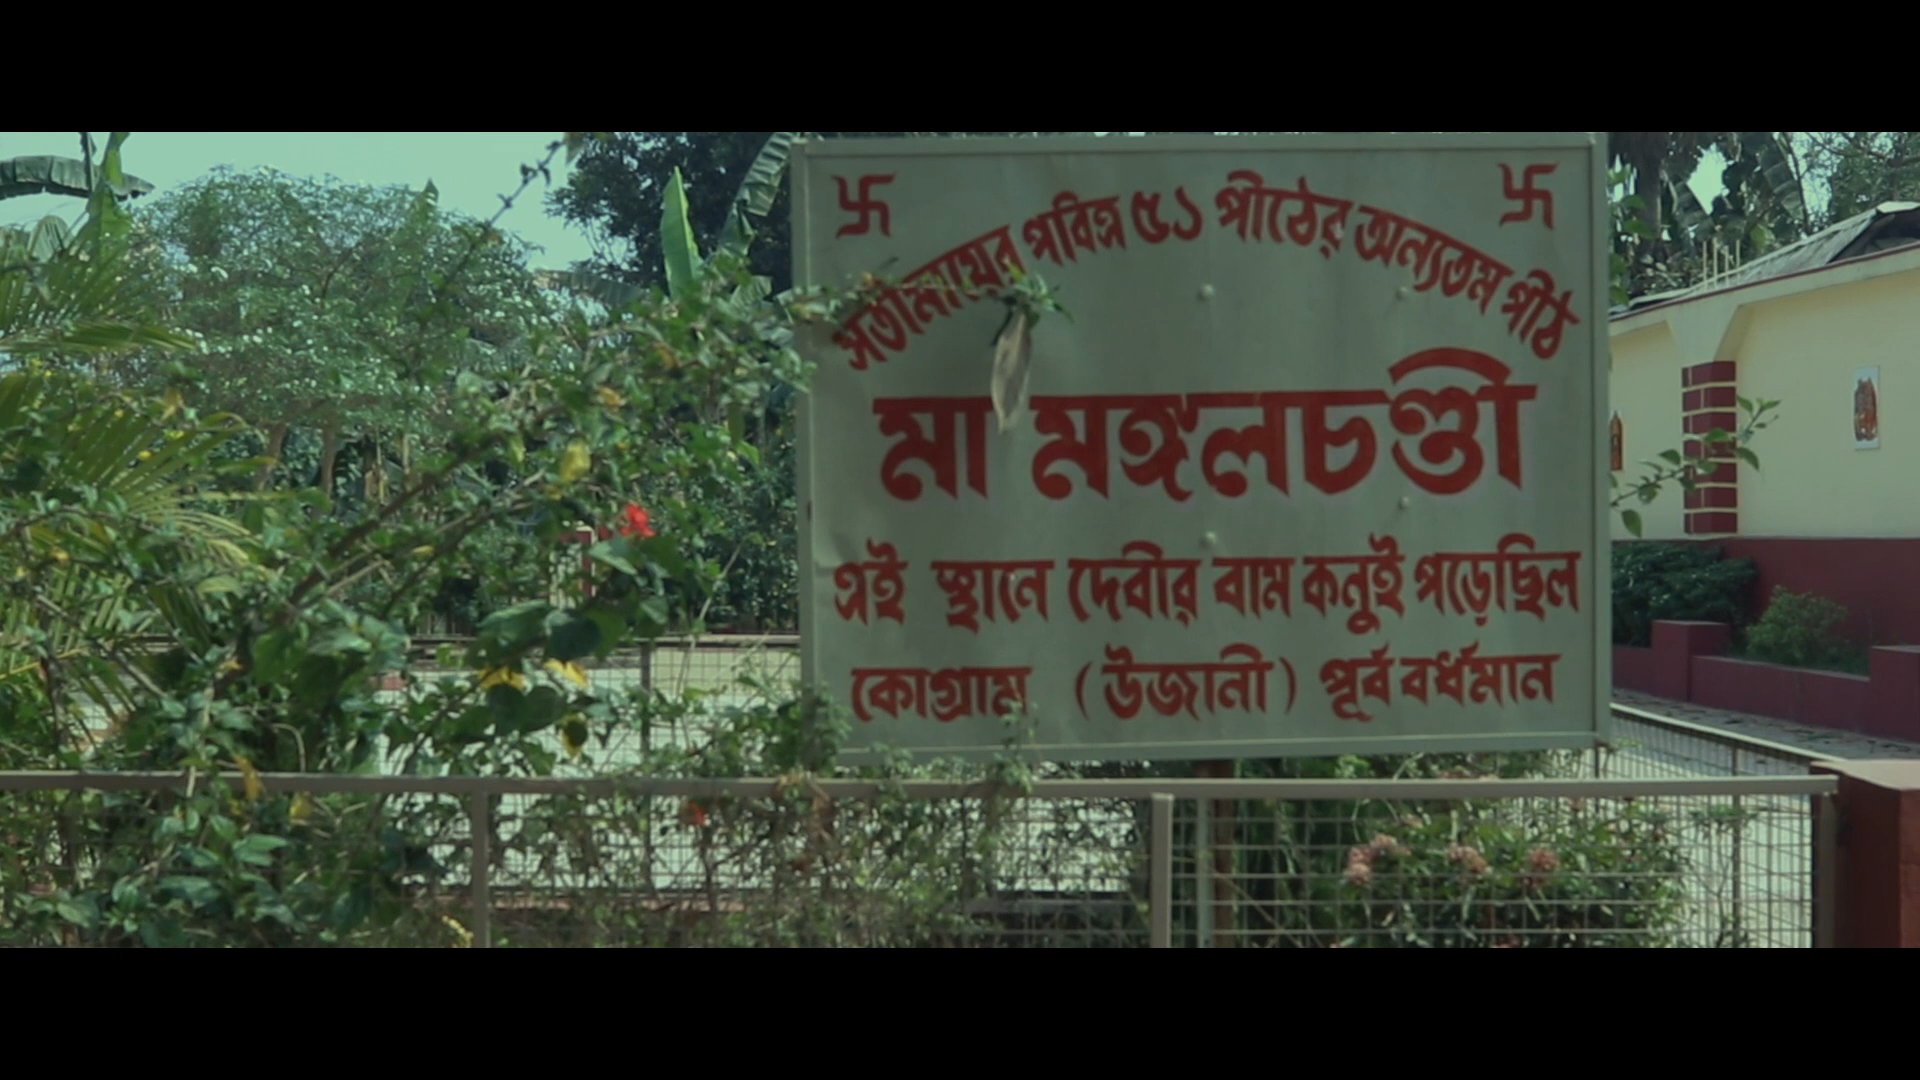 সতীমায়ের পবিত্র ৫১ পীঠের অন্যতম পীঠ
মা মঙ্গলচণ্ডী
এই স্থানে দেবীর বাম কনুই পড়েছিল
কোগ্রাম (উজানী) পূর্ব বর্ধমান